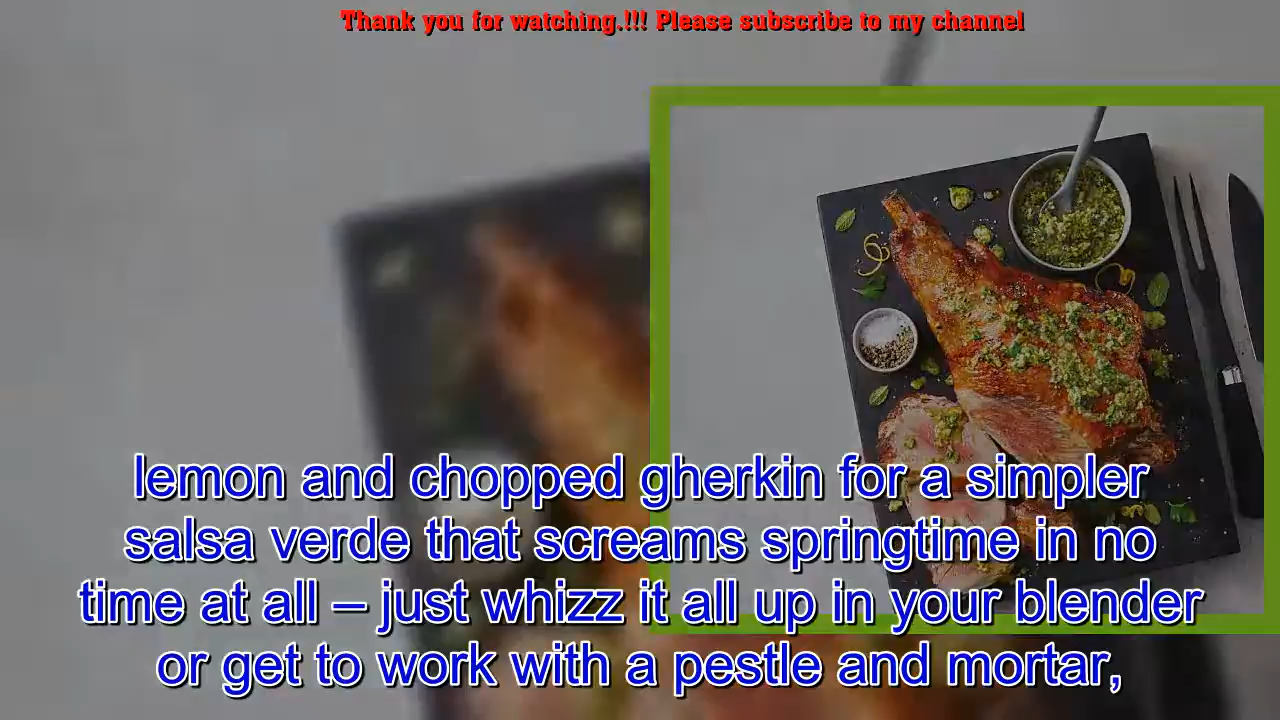 Thank you for watching.!!! Please subscribe to my channel
lemon and chopped gherkin for a simpler
salsa verde that screams springtime in no
time at all – just whizz it all up in your blender
or get to work with a pestle and mortar,